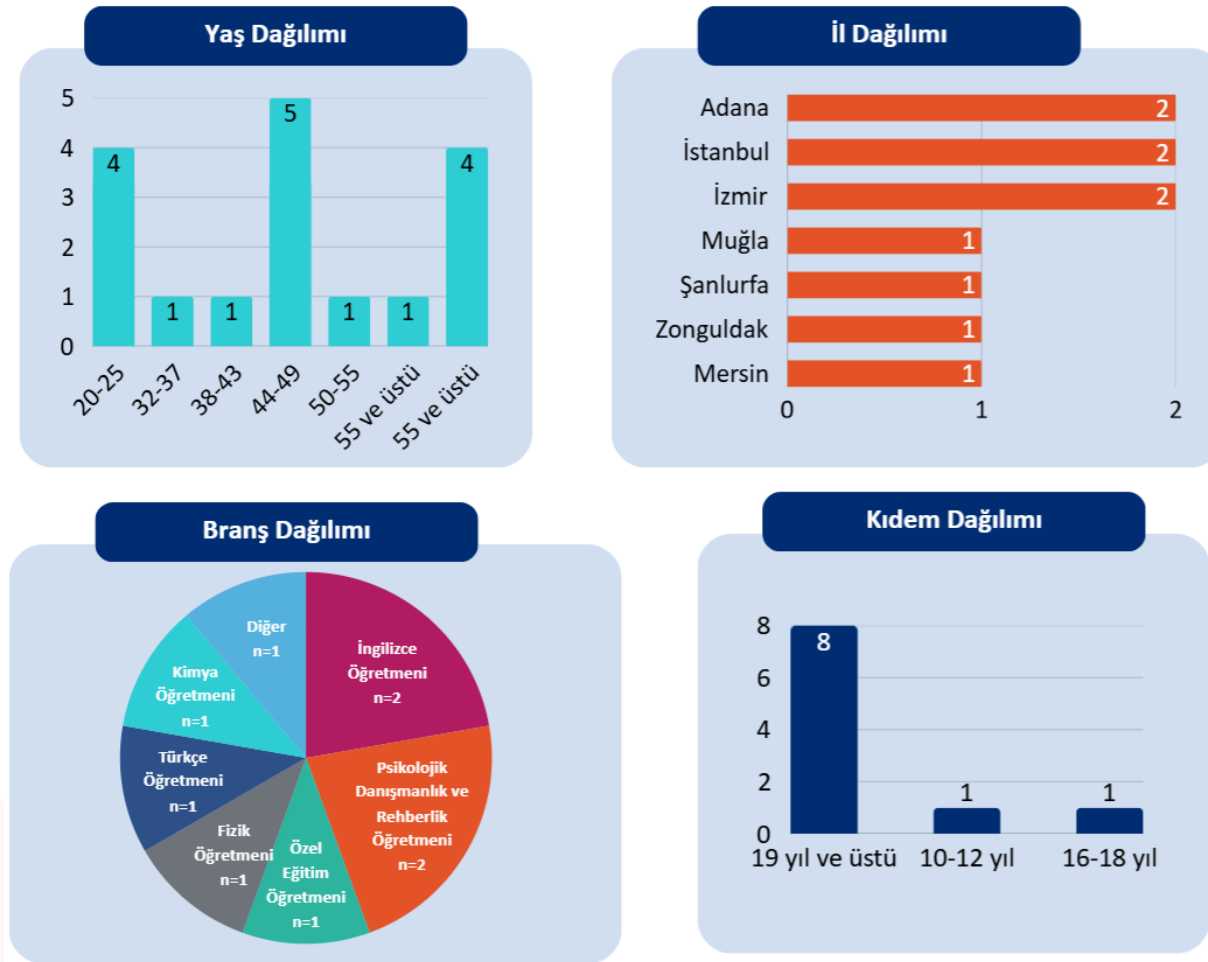 Yaş Dağılımı
5
4
3
2
1
0
4
1
1
5
1
1
4
20-25
32-37
38-43
44-49
50-55
55 ve üstü
55 ve üstü
İl Dağılımı
Adana
İstanbul
İzmir
Muğla
Şanlurfa
Zonguldak
Mersin
2
2
2
1
1
1
1
0
1
2
Branş Dağılımı
Diğer
n=1
İngilizce
Öğretmeni
n=2
Kimya
Öğretmeni
n=1
Türkçe
Öğretmeni
n=1
Fizik
Öğretmeni
n=1
Özel
Eğitim
Öğretmeni
n=1
Psikolojik
Danışmanlık ve
Rehberlik
Öğretmeni
n=2
Kıdem Dağılımı
8
6
4
2
0
8
1
1
19 yıl ve üstü
10-12 yıl
16-18 yıl